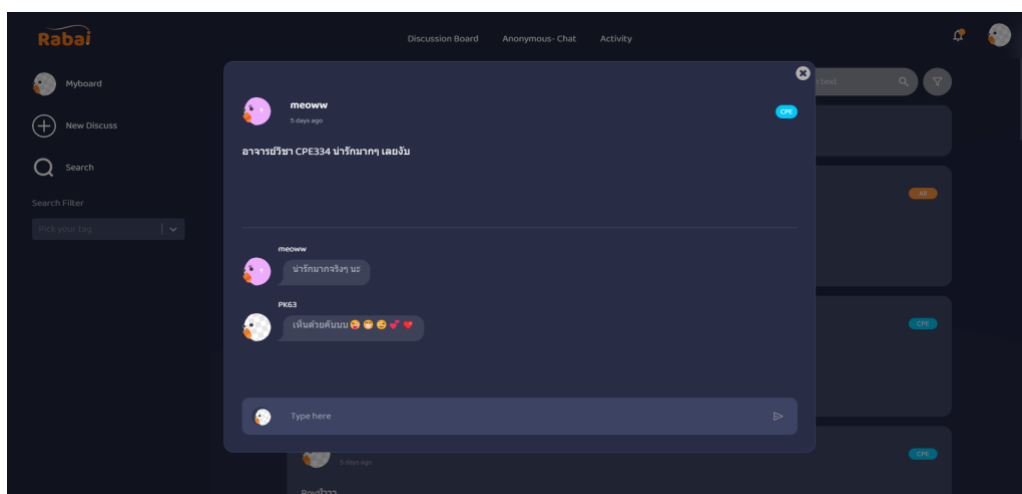 Rabai
Discussion Board
Anonymous- Chat
Activity
Myboard
New Discuss
Search
Search Filter
Pick your tag
text
meoww
5 days ago
CPE
อาจารย์วิชา CPE334 น่ารักมากๆ เลยงับ
meoww
น่ารักมากจริงๆ นะ
PK63
เห็นด้วยคับบบ 🥰 😁 😆 💕 ❤️
Type here
AE
CPE
CPE
5 days ago